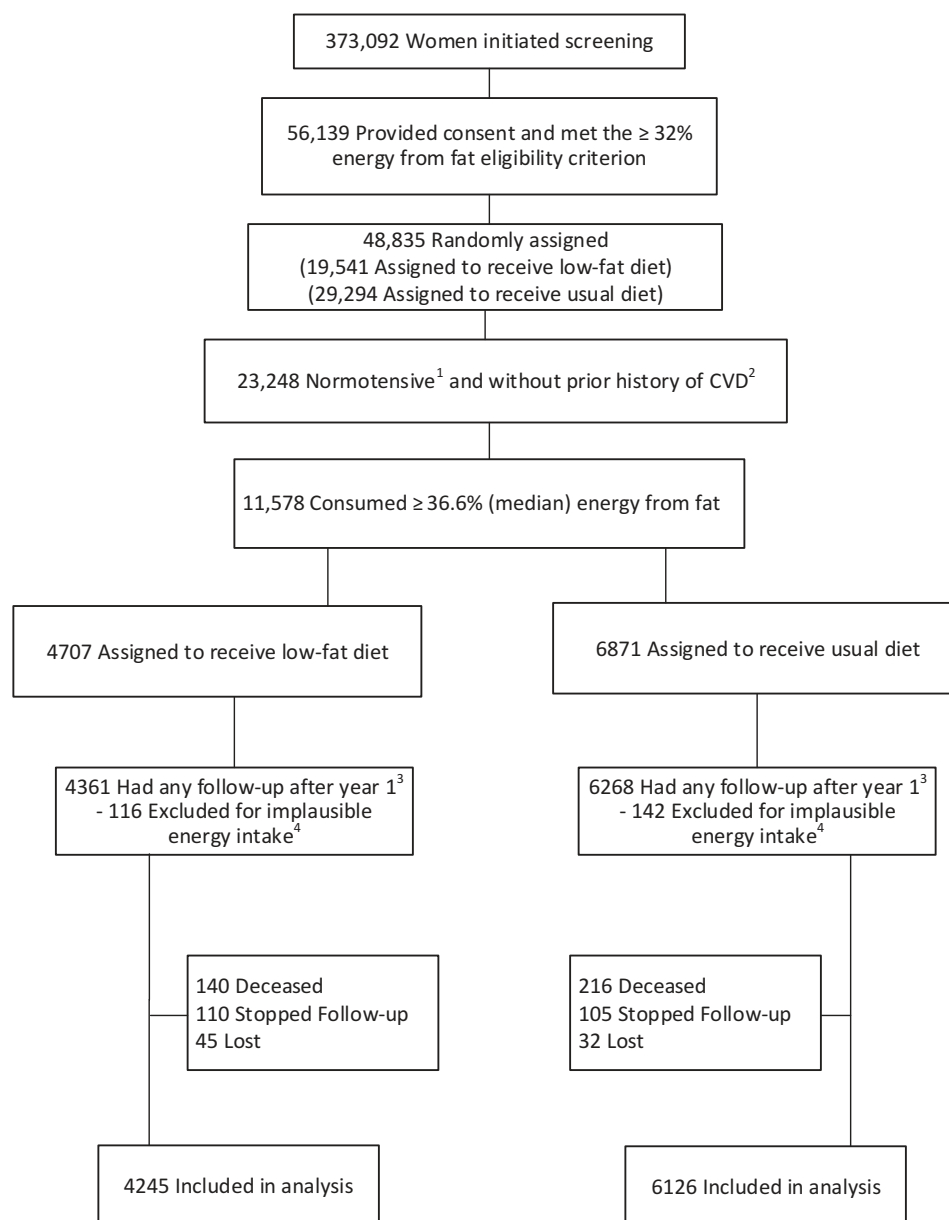 373,092 Women initiated screening
56,139 Provided consent and met the ≥ 32%
energy from fat eligibility criterion
48,835 Randomly assigned
(19,541 Assigned to receive low-fat diet)
(29,294 Assigned to receive usual diet)
23,248 Normotensive¹ and without prior history of CVD²
11,578 Consumed ≥ 36.6% (median) energy from fat
4707 Assigned to receive low-fat diet
6871 Assigned to receive usual diet
4361 Had any follow-up after year 1³
- 116 Excluded for implausible
energy intake⁴
6268 Had any follow-up after year 1³
- 142 Excluded for implausible
energy intake⁴
140 Deceased
110 Stopped Follow-up
45 Lost
216 Deceased
105 Stopped Follow-up
32 Lost
4245 Included in analysis
6126 Included in analysis